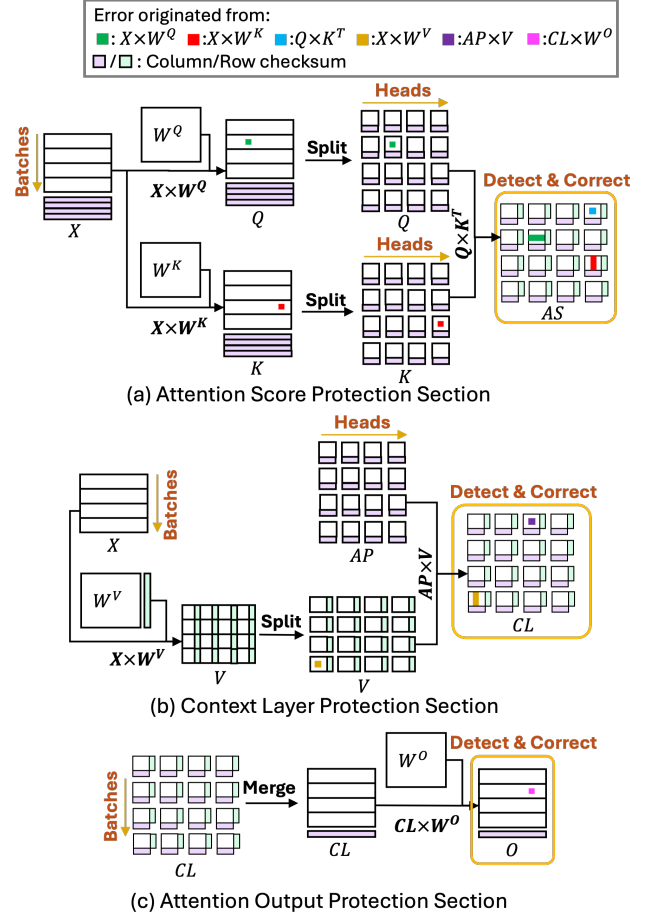 Error originated from:
: X×W^Q :X×W^K :Q×K^T :X×W^V :AP×V :CL×W^O
/ : Column/Row checksum
Heads
Batches
W^Q
Split
X×W^Q
X
Q
Q
Detect & Correct
Heads
Q×K^T
W^K
Split
X×W^K
K
K
AS
(a) Attention Score Protection Section
Heads
Batches
X
AP
Detect & Correct
W^V
AP×V
Split
X×W^V
V
V
CL
(b) Context Layer Protection Section
Detect & Correct
Batches
W^O
Merge
CL×W^O
CL
CL
O
(c) Attention Output Protection Section